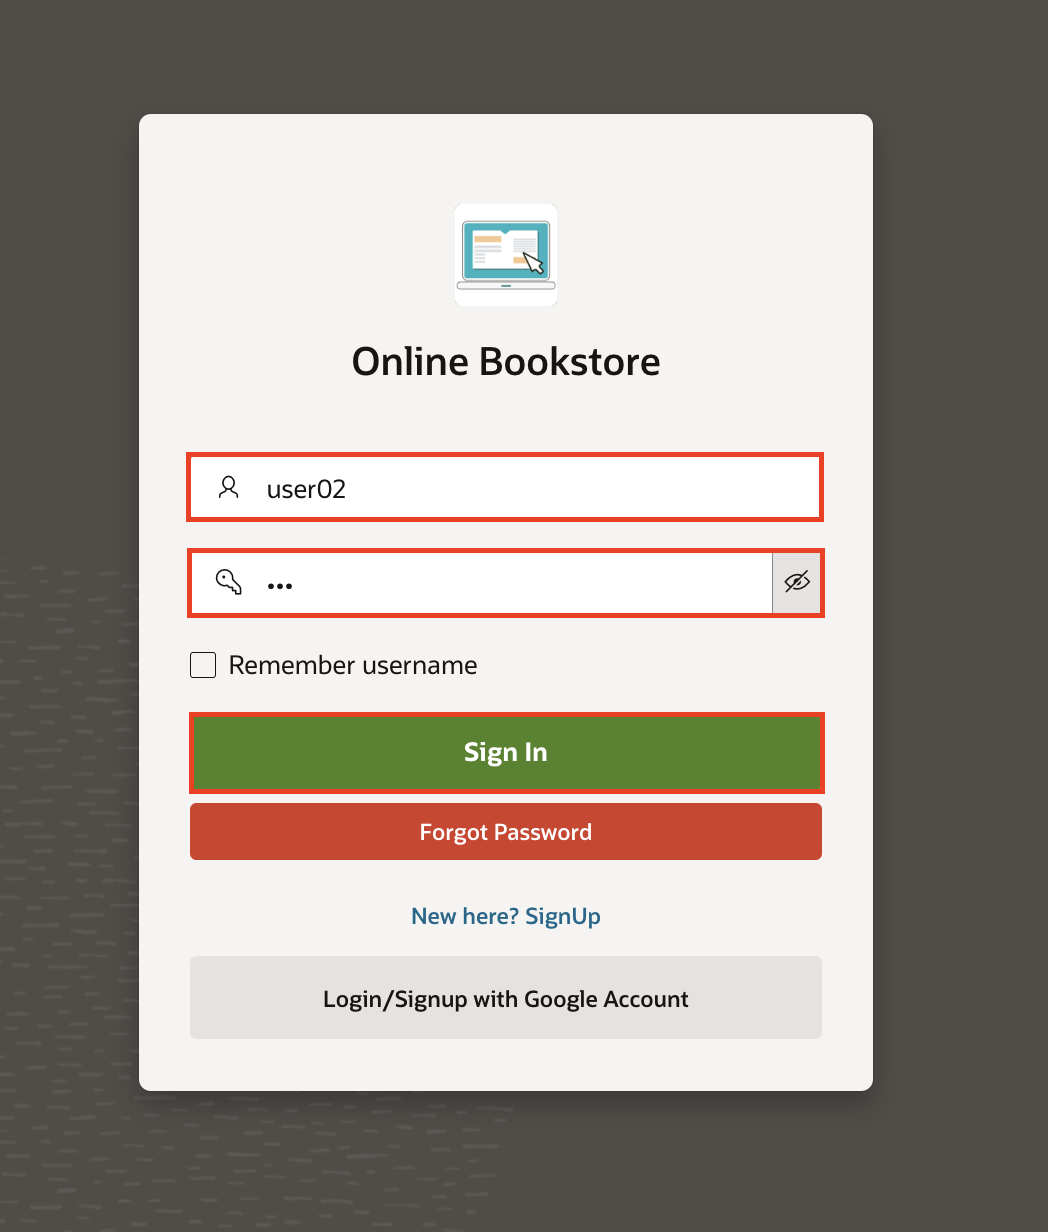 Online Bookstore
user02
•••
Remember username
Sign In
Forgot Password
New here? SignUp
Login/Signup with Google Account